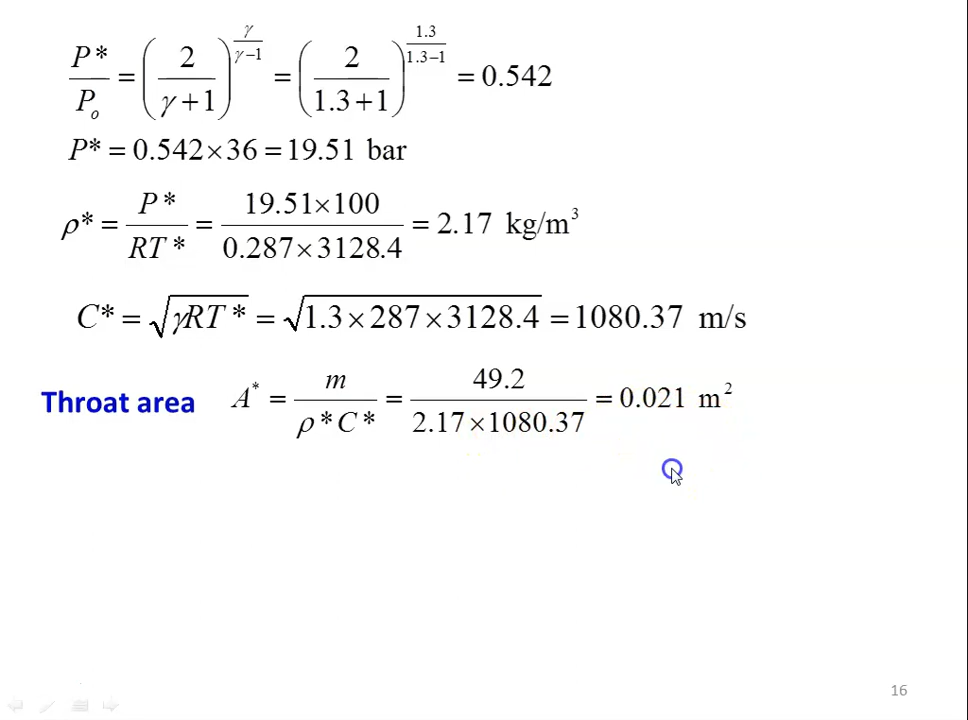 P*/Pₒ = (2/(γ+1))^(γ/(γ−1)) = (2/(1.3+1))^(1.3/(1.3−1)) = 0.542
P* = 0.542×36 = 19.51 bar
ρ* = P*/RT* = (19.51×100)/(0.287×3128.4) = 2.17 kg/m³
C* = √(γRT*) = √(1.3×287×3128.4) = 1080.37 m/s
Throat area A* = m/(ρ*C*) = 49.2/(2.17×1080.37) = 0.021 m²
16